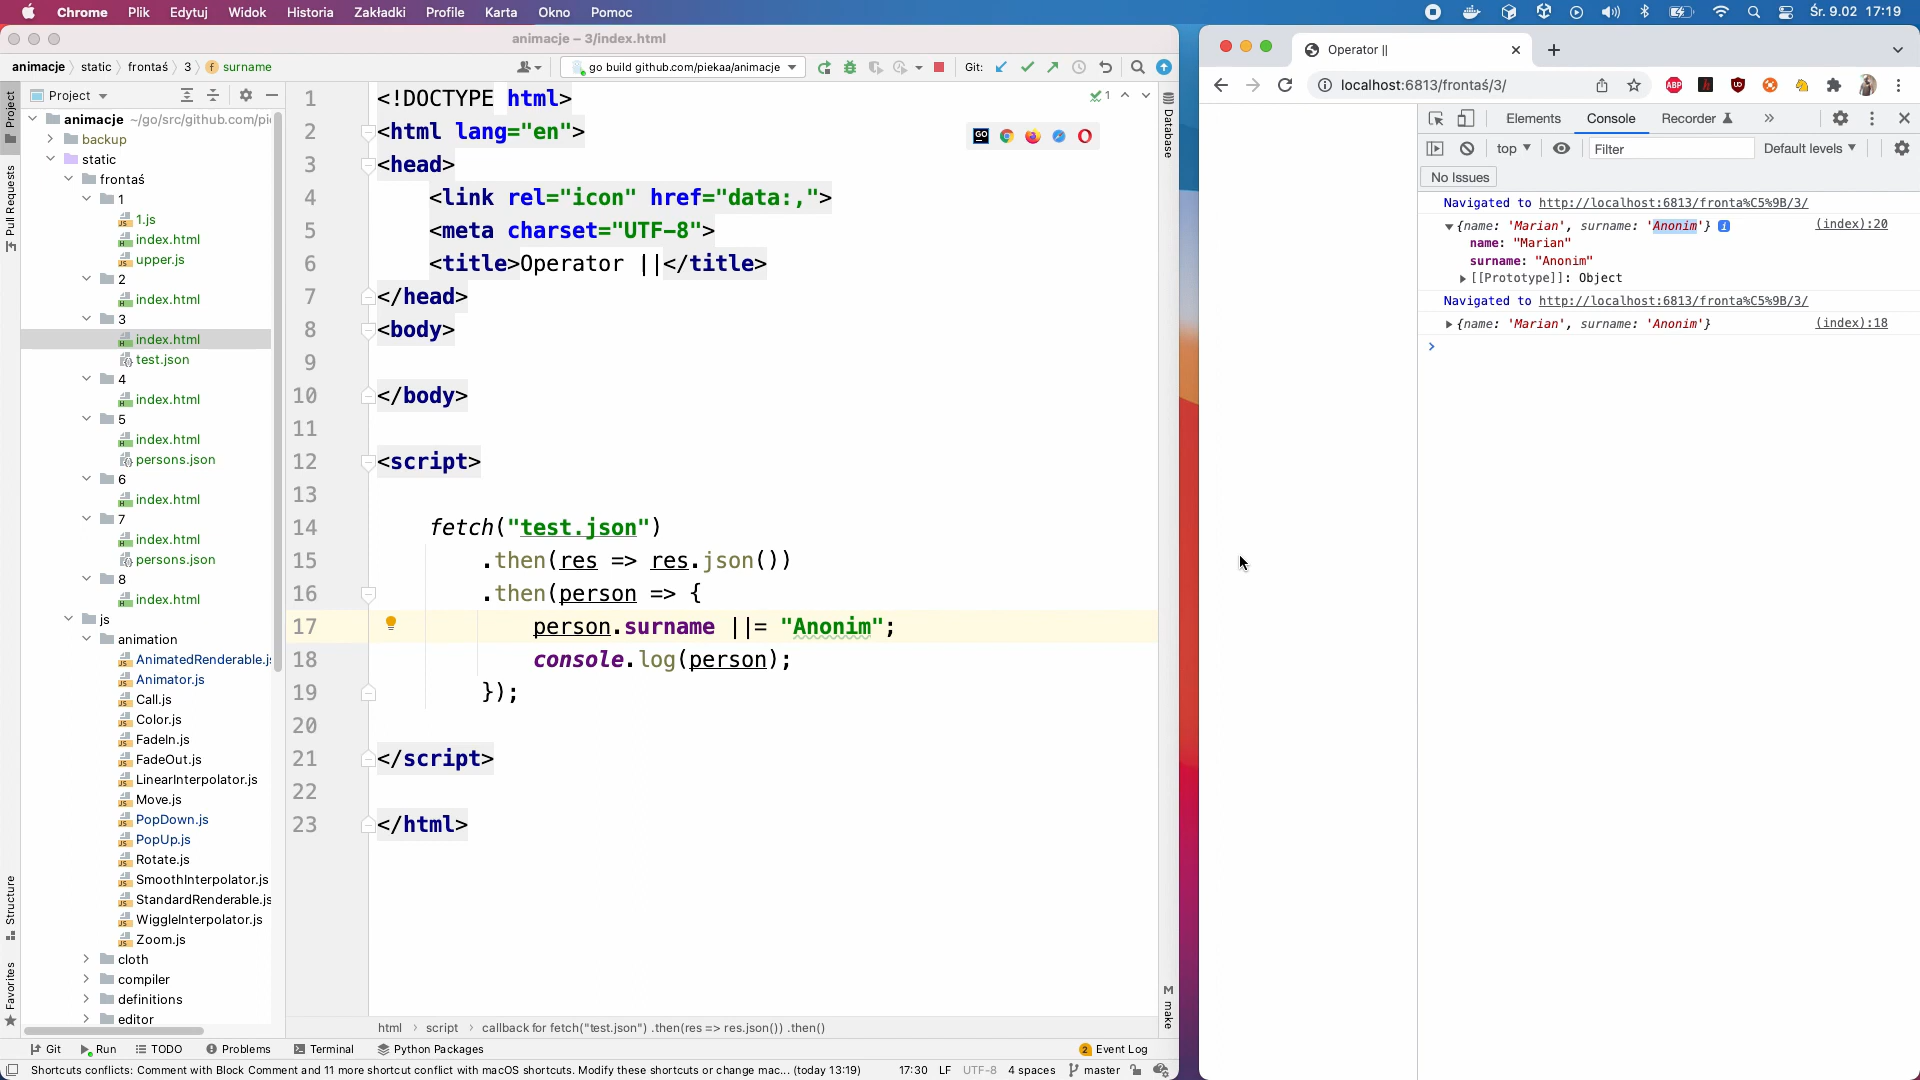 Chrome Plik Edytuj Widok Historia Zakładki Profile Karta Okno Pomoc Śr. 9.02 17:19
animacje – 3/index.html
animacje static frontaś 3 surname go build github.com/piekaa/animacje Git:
Project
animacje ~/go/src/github.com/pi
backup
static
frontaś
1
1.js
index.html
upper.js
2
index.html
3
index.html
test.json
4
index.html
5
index.html
persons.json
6
index.html
7
index.html
persons.json
8
index.html
js
animation
AnimatedRenderable.j
Animator.js
Call.js
Color.js
FadeIn.js
FadeOut.js
LinearInterpolator.js
Move.js
PopDown.js
PopUp.js
Rotate.js
SmoothInterpolator.js
StandardRenderable.js
WiggleInterpolator.js
Zoom.js
cloth
compiler
definitions
editor
Project
Pull Requests
Structure
Favorites
1 <!DOCTYPE html>
2 <html lang="en">
3 <head>
4 <link rel="icon" href="data:,">
5 <meta charset="UTF-8">
6 <title>Operator ||</title>
7 </head>
8 <body>
9
10 </body>
11
12 <script>
13
14 fetch("test.json")
15 .then(res => res.json())
16 .then(person => {
17 person.surname ||= "Anonim";
18 console.log(person);
19 });
20
21 </script>
22
23 </html>
1
GO
Database
M make
html › script › callback for fetch("test.json") .then(res => res.json()) .then()
Git Run TODO Problems Terminal Python Packages 2 Event Log
Shortcuts conflicts: Comment with Block Comment and 11 more shortcut conflict with macOS shortcuts. Modify these shortcuts or change mac... (today 13:19) 17:30 LF UTF-8 4 spaces master
Operator ||
localhost:6813/frontaś/3/
ABP
Elements Console Recorder »
top Filter Default levels
No Issues
Navigated to http://localhost:6813/fronta%C5%9B/3/
{name: 'Marian', surname: 'Anonim'} i (index):20
name: "Marian"
surname: "Anonim"
[[Prototype]]: Object
Navigated to http://localhost:6813/fronta%C5%9B/3/
{name: 'Marian', surname: 'Anonim'} (index):18